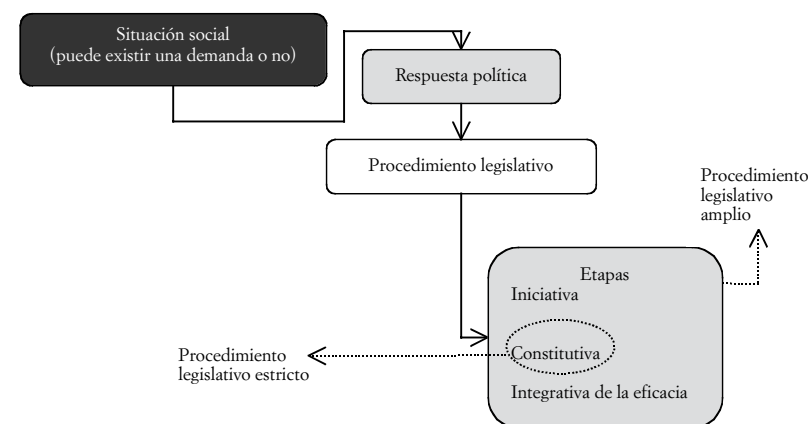 Situación social
(puede existir una demanda o no)
Respuesta política
Procedimiento legislativo
Procedimiento
legislativo
amplio
Etapas
Iniciativa
Constitutiva
Integrativa de la eficacia
Procedimiento
legislativo estricto